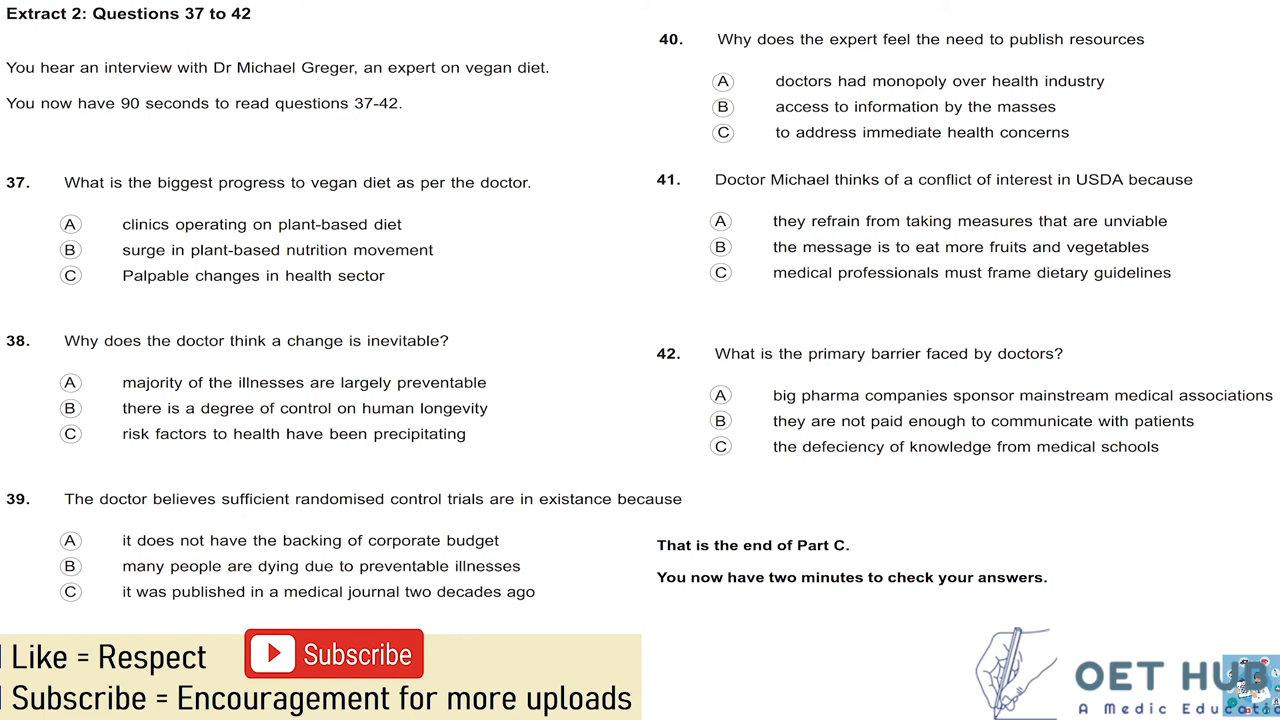 Extract 2: Questions 37 to 42
You hear an interview with Dr Michael Greger, an expert on vegan diet.
You now have 90 seconds to read questions 37-42.
37. What is the biggest progress to vegan diet as per the doctor.
A clinics operating on plant-based diet
B surge in plant-based nutrition movement
C Palpable changes in health sector
38. Why does the doctor think a change is inevitable?
A majority of the illnesses are largely preventable
B there is a degree of control on human longevity
C risk factors to health have been precipitating
39. The doctor believes sufficient randomised control trials are in existance because
A it does not have the backing of corporate budget
B many people are dying due to preventable illnesses
C it was published in a medical journal two decades ago
40. Why does the expert feel the need to publish resources
A doctors had monopoly over health industry
B access to information by the masses
C to address immediate health concerns
41. Doctor Michael thinks of a conflict of interest in USDA because
A they refrain from taking measures that are unviable
B the message is to eat more fruits and vegetables
C medical professionals must frame dietary guidelines
42. What is the primary barrier faced by doctors?
A big pharma companies sponsor mainstream medical associations
B they are not paid enough to communicate with patients
C the defeciency of knowledge from medical schools
That is the end of Part C.
You now have two minutes to check your answers.
Like = Respect
Subscribe
Subscribe = Encouragement for more uploads
OET HUB
A Medic Educatio